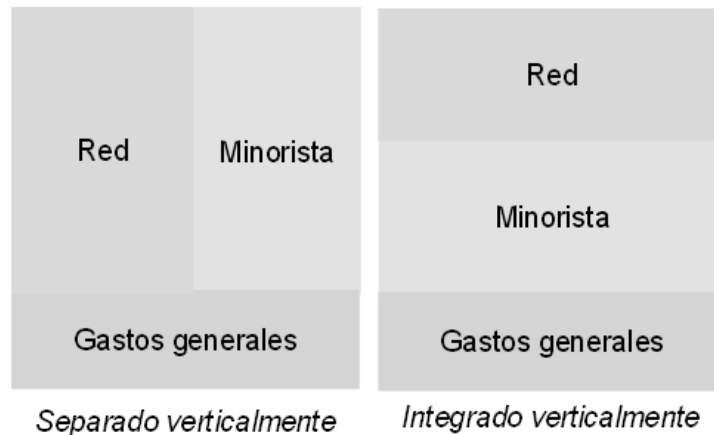 Red
Minorista
Gastos generales
Separado verticalmente
Red
Minorista
Gastos generales
Integrado verticalmente